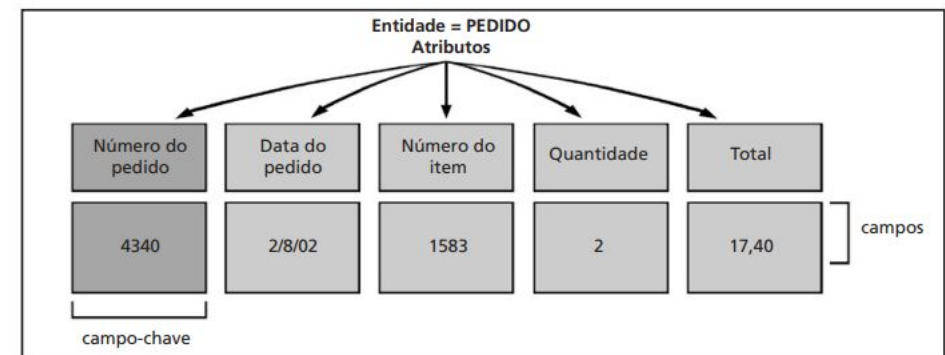 Entidade = PEDIDO
Atributos
Número do
pedido
Data do
pedido
Número do
item
Quantidade
Total
4340
2/8/02
1583
2
17,40
campos
campo-chave